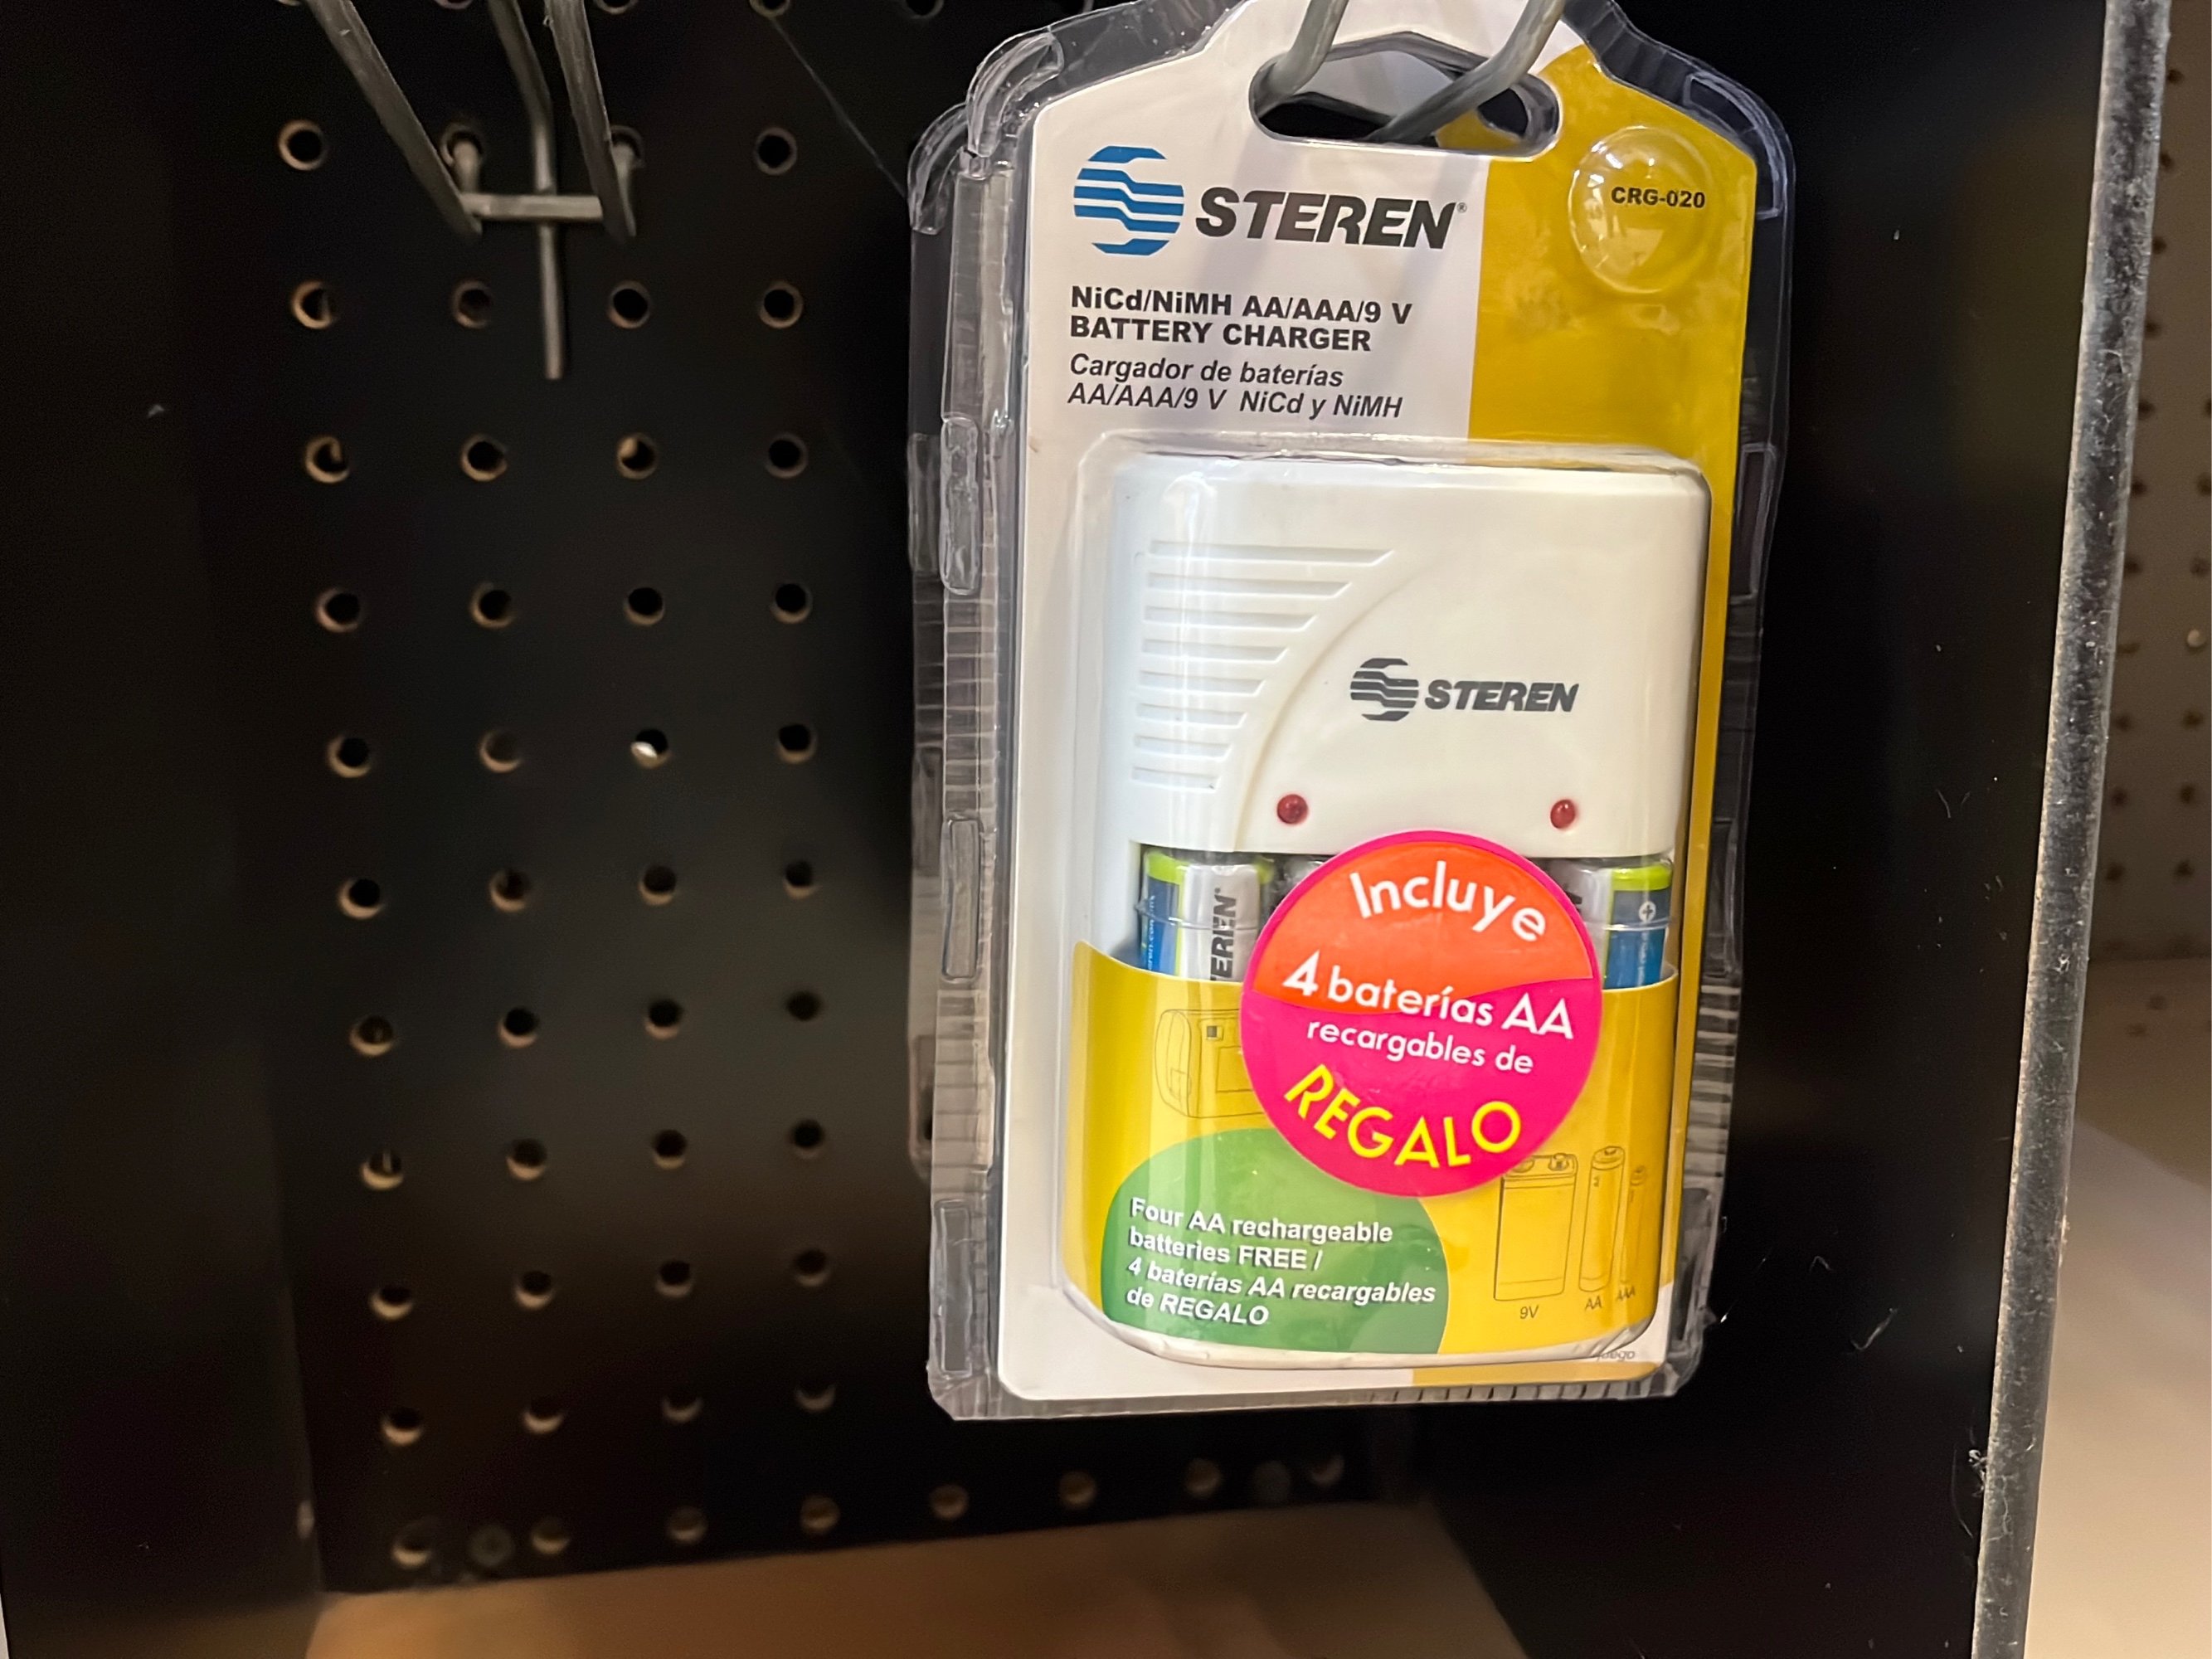 STEREN®
CRG-020
NiCd/NiMH AA/AAA/9 V
BATTERY CHARGER
Cargador de baterías
AA/AAA/9 V NiCd y NiMH
STEREN
Incluye
4 baterías AA
recargables de
REGALO
Four AA rechargeable
batteries FREE /
4 baterías AA recargables
de REGALO
9V
AA
AAA